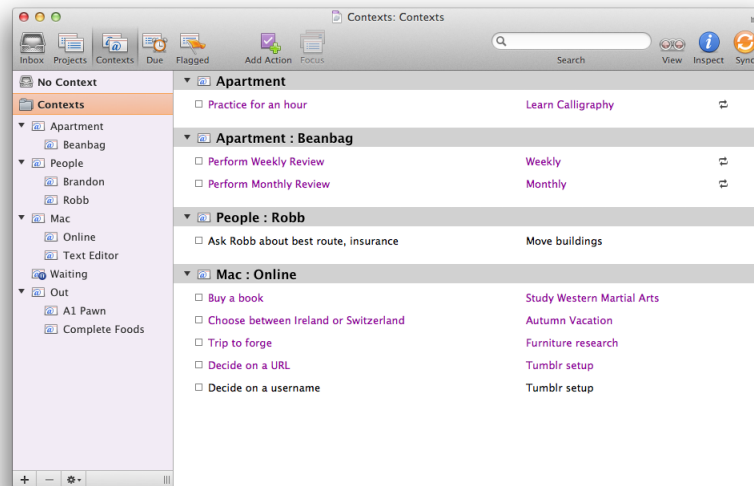 Contexts: Contexts
Inbox Projects Contexts Due Flagged Add Action Focus Search View Inspect Sync
No Context
Contexts
Apartment
Beanbag
People
Brandon
Robb
Mac
Online
Text Editor
Waiting
Out
A1 Pawn
Complete Foods
Apartment
Practice for an hour Learn Calligraphy
Apartment : Beanbag
Perform Weekly Review Weekly
Perform Monthly Review Monthly
People : Robb
Ask Robb about best route, insurance Move buildings
Mac : Online
Buy a book Study Western Martial Arts
Choose between Ireland or Switzerland Autumn Vacation
Trip to forge Furniture research
Decide on a URL Tumblr setup
Decide on a username Tumblr setup